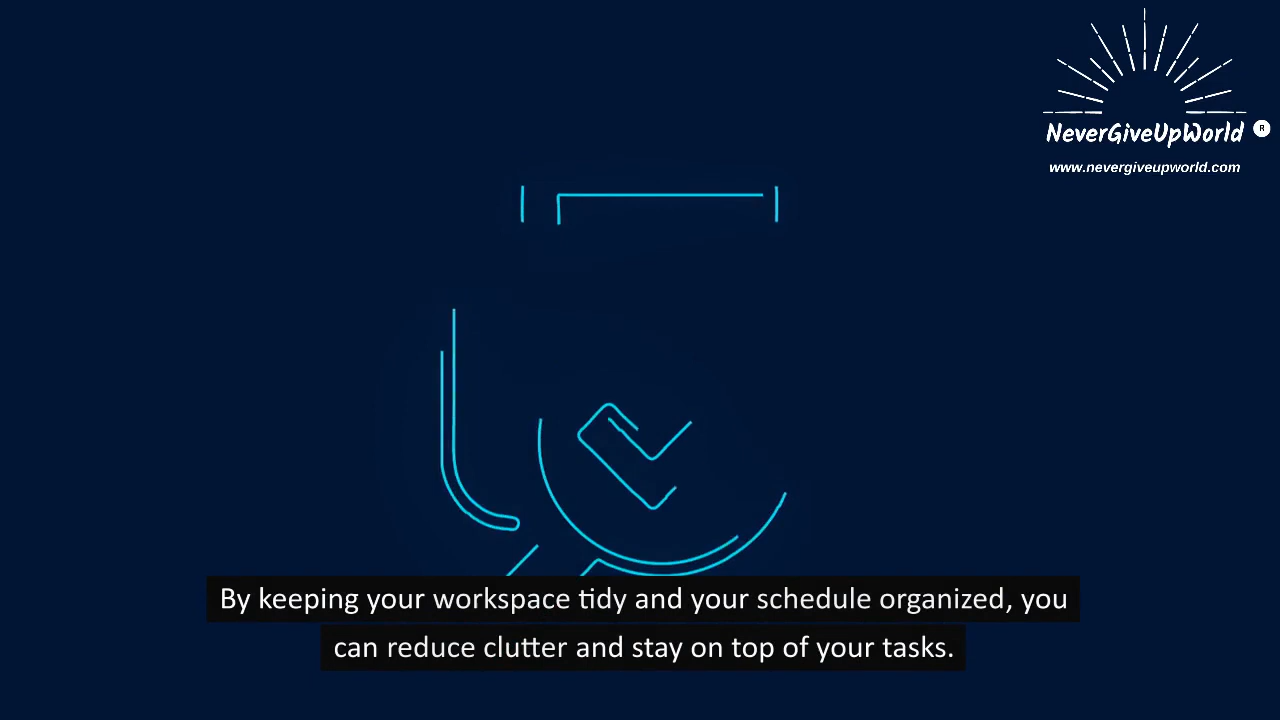 NeverGiveUpWorld ®
www.nevergiveupworld.com
By keeping your workspace tidy and your schedule organized, you
can reduce clutter and stay on top of your tasks.